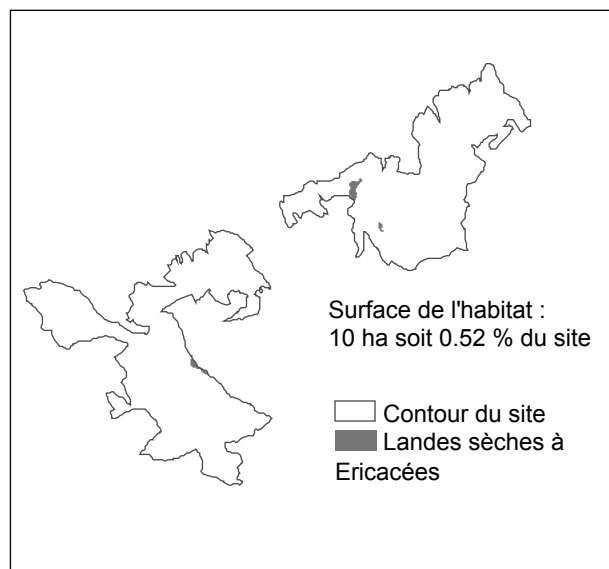 Surface de l'habitat :
10 ha soit 0.52 % du site
Contour du site
Landes sèches à
Ericacées